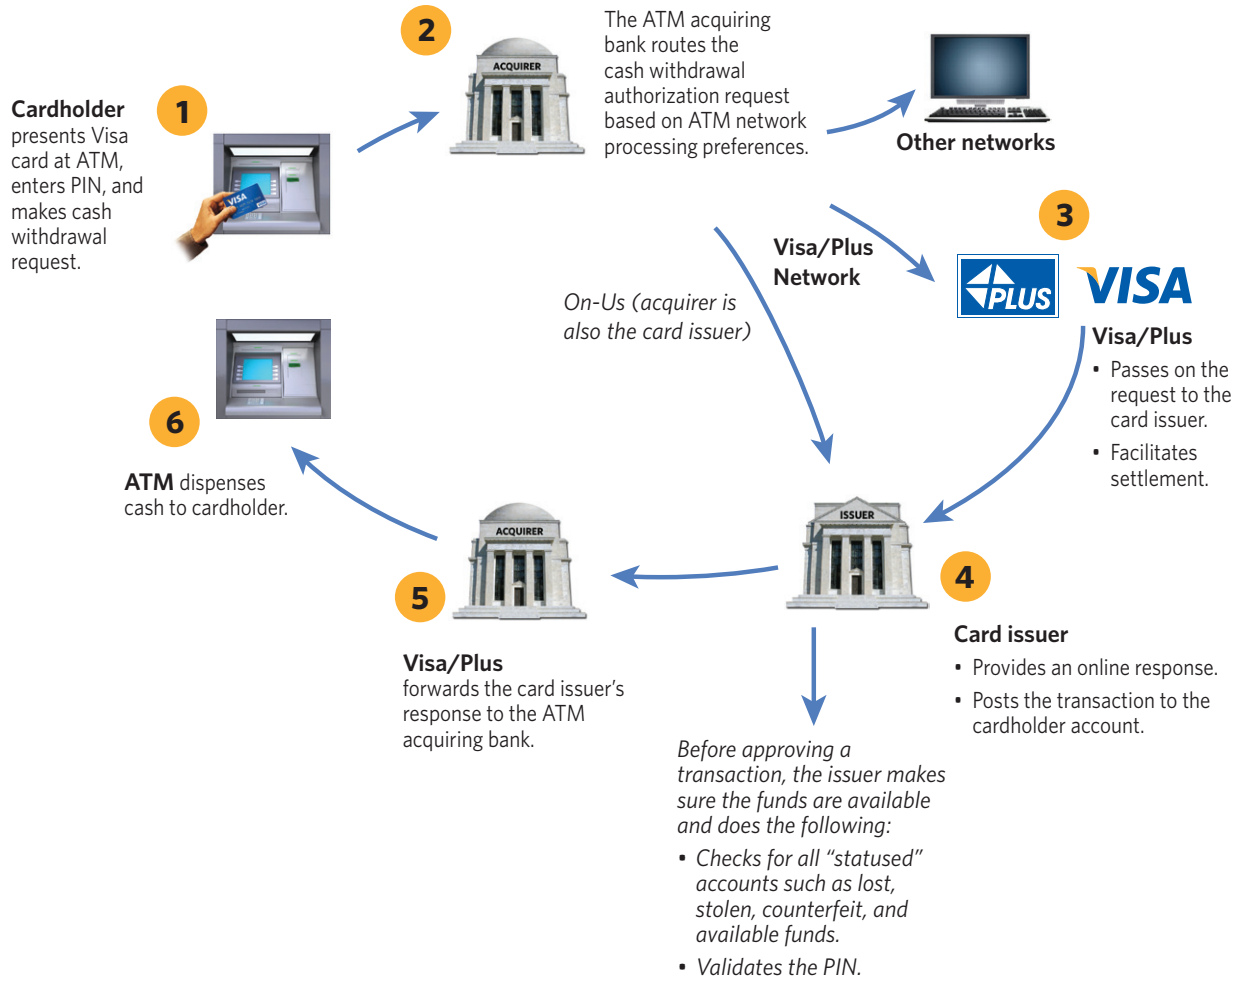 1
Cardholder
presents Visa
card at ATM,
enters PIN, and
makes cash
withdrawal
request.
VISA
2
ACQUIRER
The ATM acquiring
bank routes the
cash withdrawal
authorization request
based on ATM network
processing preferences.
Other networks
Visa/Plus
Network
On-Us (acquirer is
also the card issuer)
3
PLUS
VISA
Visa/Plus
• Passes on the
request to the
card issuer.
• Facilitates
settlement.
ISSUER
4
Card issuer
• Provides an online response.
• Posts the transaction to the
cardholder account.
Before approving a
transaction, the issuer makes
sure the funds are available
and does the following:
• Checks for all “statused”
accounts such as lost,
stolen, counterfeit, and
available funds.
• Validates the PIN.
ACQUIRER
5
Visa/Plus
forwards the card issuer’s
response to the ATM
acquiring bank.
6
ATM dispenses
cash to cardholder.